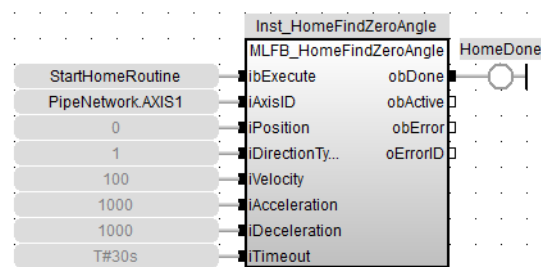 Inst_HomeFindZeroAngle
MLFB_HomeFindZeroAngle HomeDone
StartHomeRoutine ibExecute obDone
PipeNetwork.AXIS1 iAxisID obActive
0 iPosition obError
1 iDirectionTy... oErrorID
100 iVelocity
1000 iAcceleration
1000 iDeceleration
T#30s iTimeout